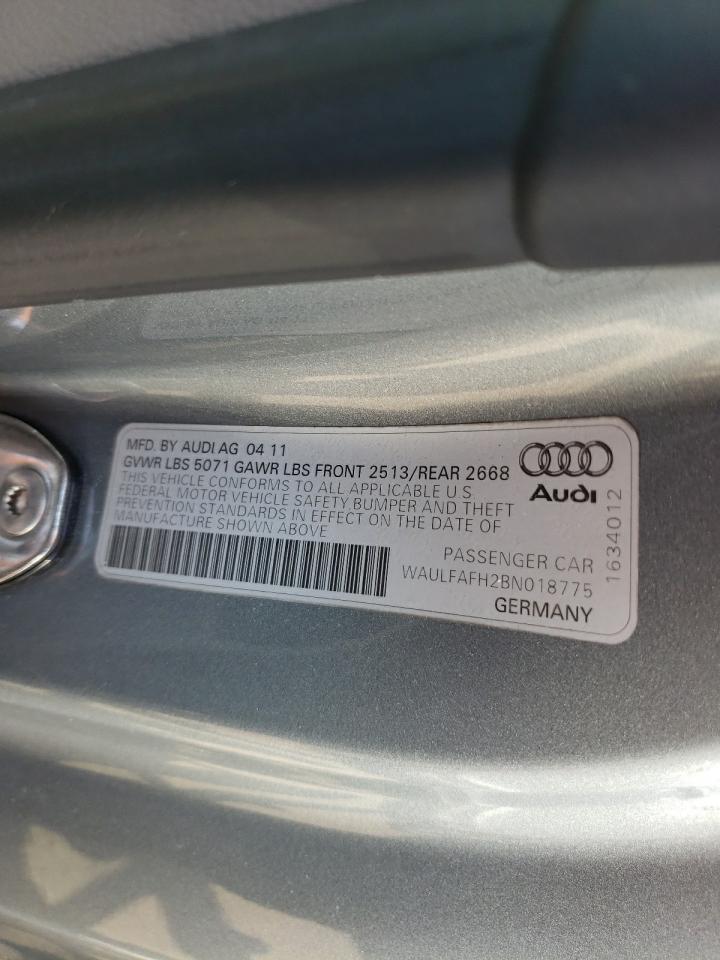 MFD. BY AUDI AG 04 11
GVWR LBS 5071 GAWR LBS FRONT 2513/REAR 2668
THIS VEHICLE CONFORMS TO ALL APPLICABLE U S
FEDERAL MOTOR VEHICLE SAFETY BUMPER AND THEFT
PREVENTION STANDARDS IN EFFECT ON THE DATE OF
MANUFACTURE SHOWN ABOVE
Audi
PASSENGER CAR
WAULFAFH2BN018775
GERMANY
1634012